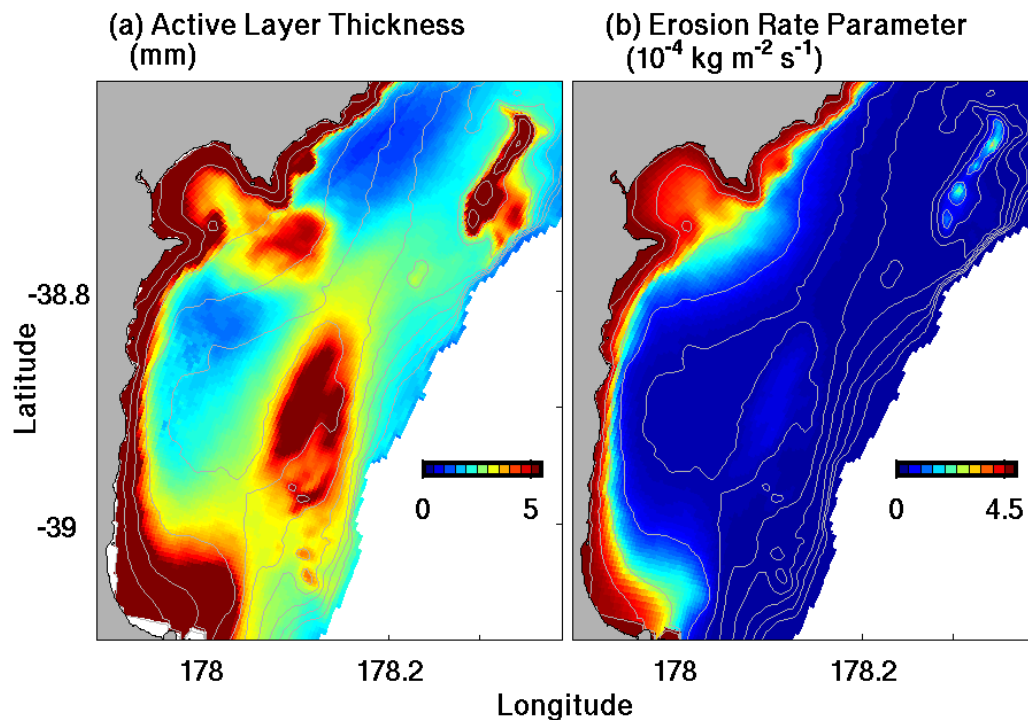 (a) Active Layer Thickness
(mm)
(b) Erosion Rate Parameter
(10⁻⁴ kg m⁻² s⁻¹)
Latitude
-38.8
-39
0 5
0 4.5
178 178.2
178 178.2
Longitude